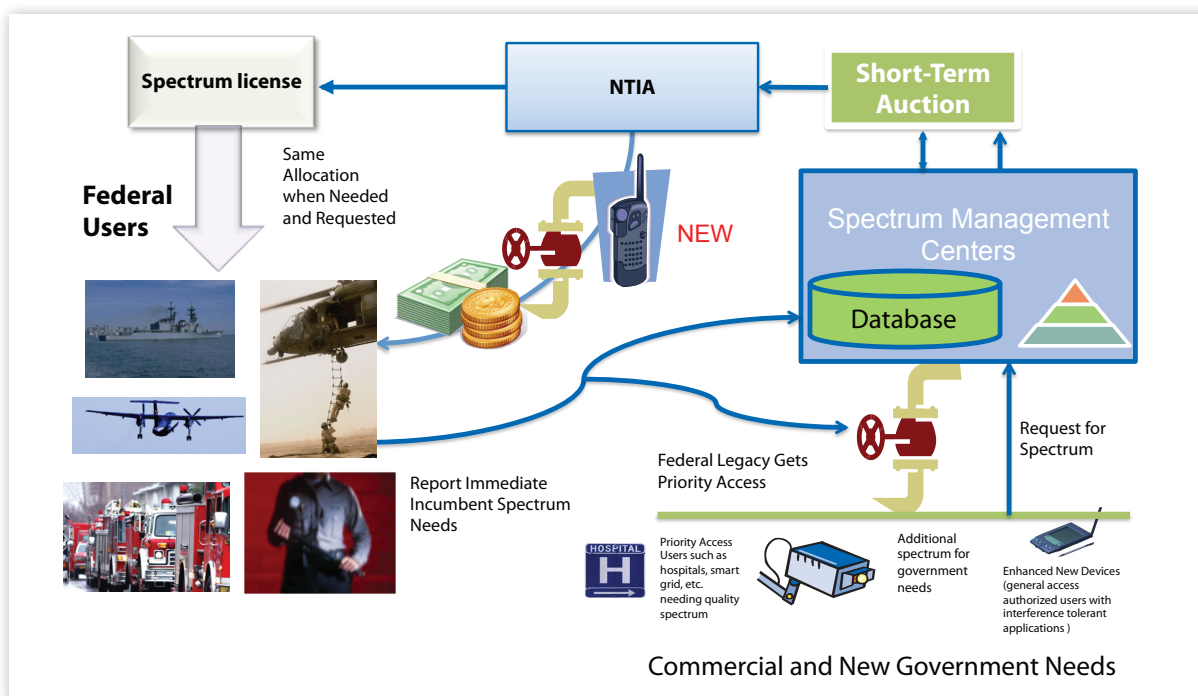 Spectrum license
NTIA
Short-Term
Auction
Same
Allocation
when Needed
and Requested
Federal
Users
NEW
Spectrum Management
Centers
Database
Request for
Spectrum
Federal Legacy Gets
Priority Access
Report Immediate
Incumbent Spectrum
Needs
HOSPITAL
H
Priority Access
Users such as
hospitals, smart
grid, etc.
needing quality
spectrum
Additional
spectrum for
government
needs
Enhanced New Devices
(general access
authorized users with
interference tolerant
applications )
Commercial and New Government Needs